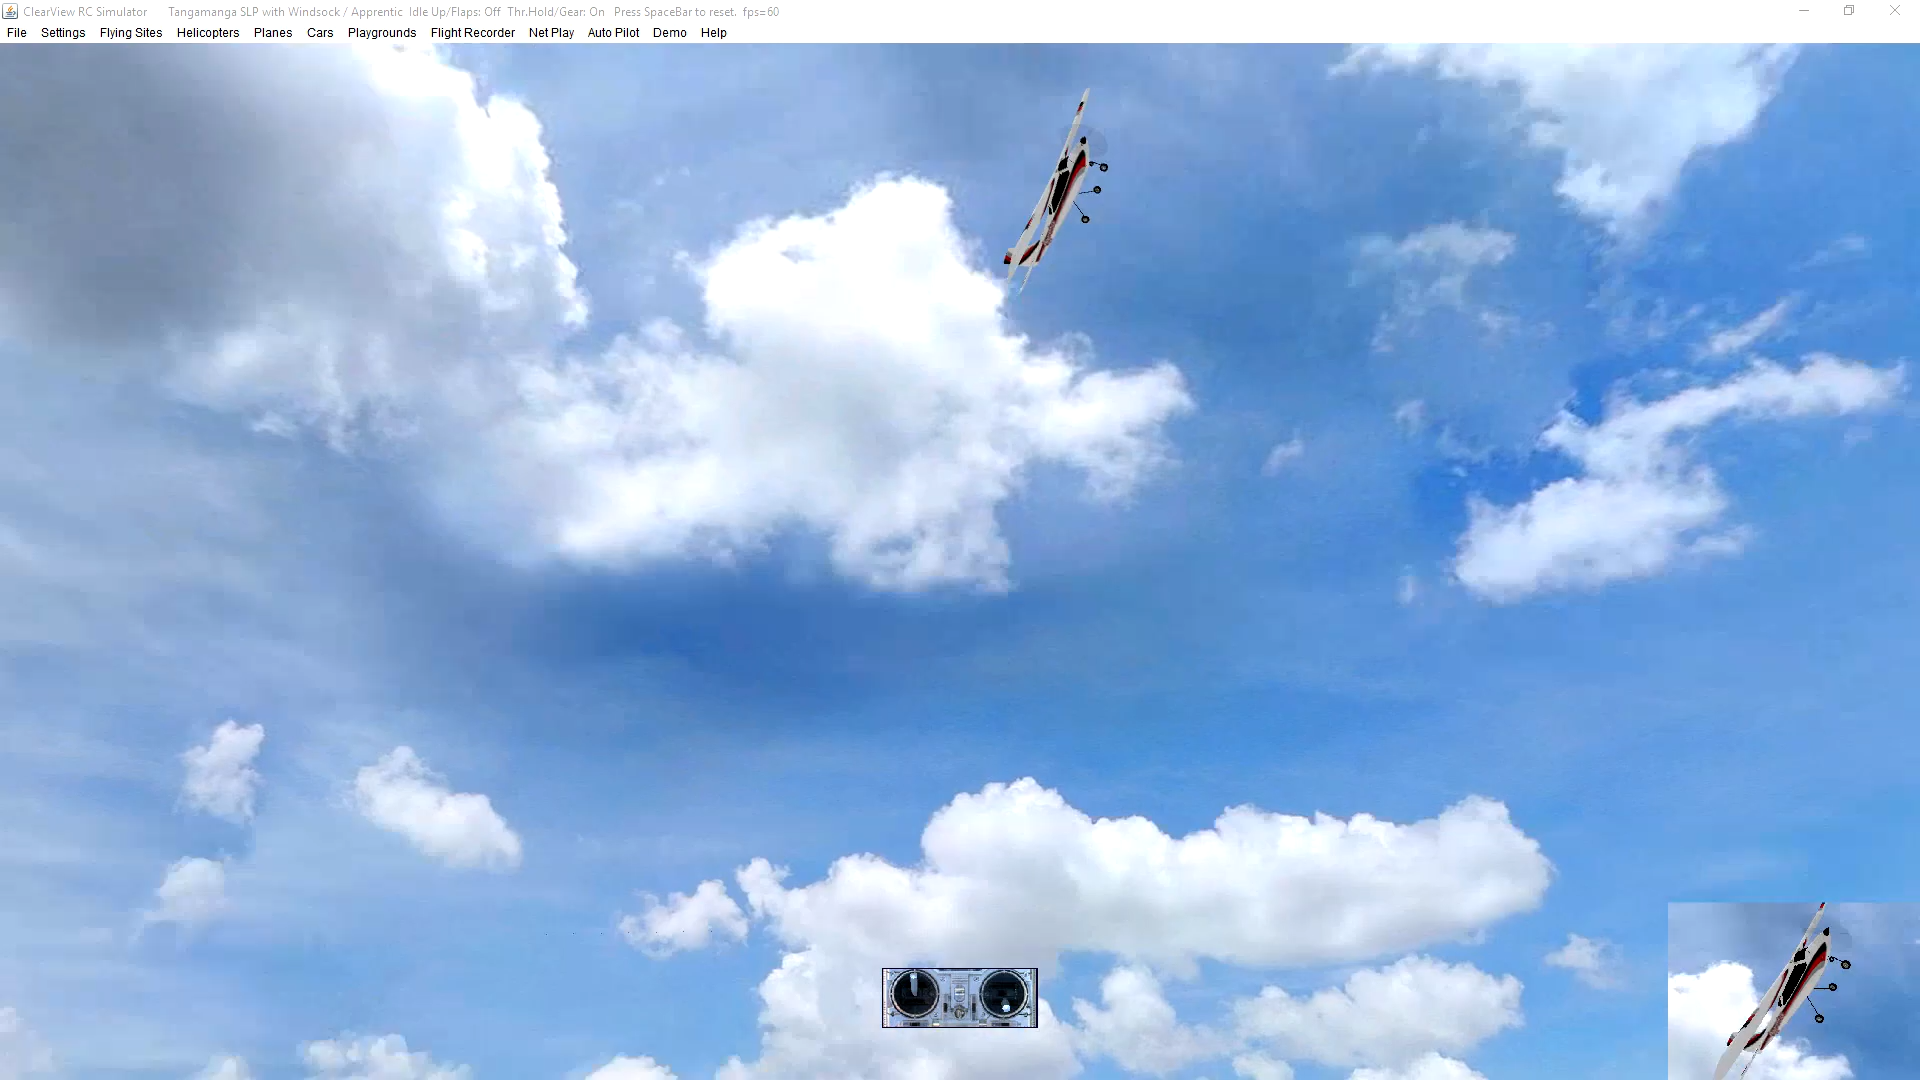 ClearView RC Simulator Tangamanga SLP with Windsock / Apprentic Idle Up/Flaps: Off Thr.Hold/Gear: On Press SpaceBar to reset. fps=60
File Settings Flying Sites Helicopters Planes Cars Playgrounds Flight Recorder Net Play Auto Pilot Demo Help